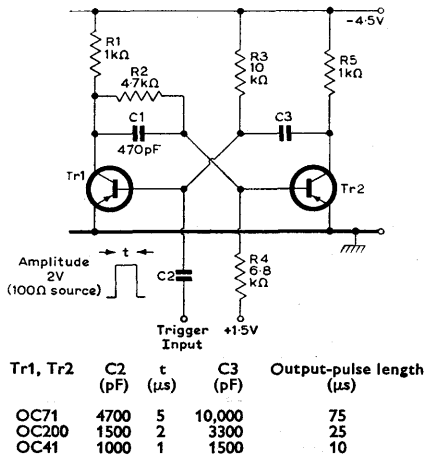 −4.5V
R1
1kΩ
R2
4.7kΩ
R3
10
kΩ
R5
1kΩ
C1
470pF
C3
Tr1
Tr2
Amplitude
2V
(100Ω source)
t
C2
R4
6.8
kΩ
Trigger
Input
+1.5V
Tr1, Tr2 C2 t C3 Output-pulse length
(pF) (μs) (pF) (μs)
OC71 4700 5 10,000 75
OC200 1500 2 3300 25
OC41 1000 1 1500 10